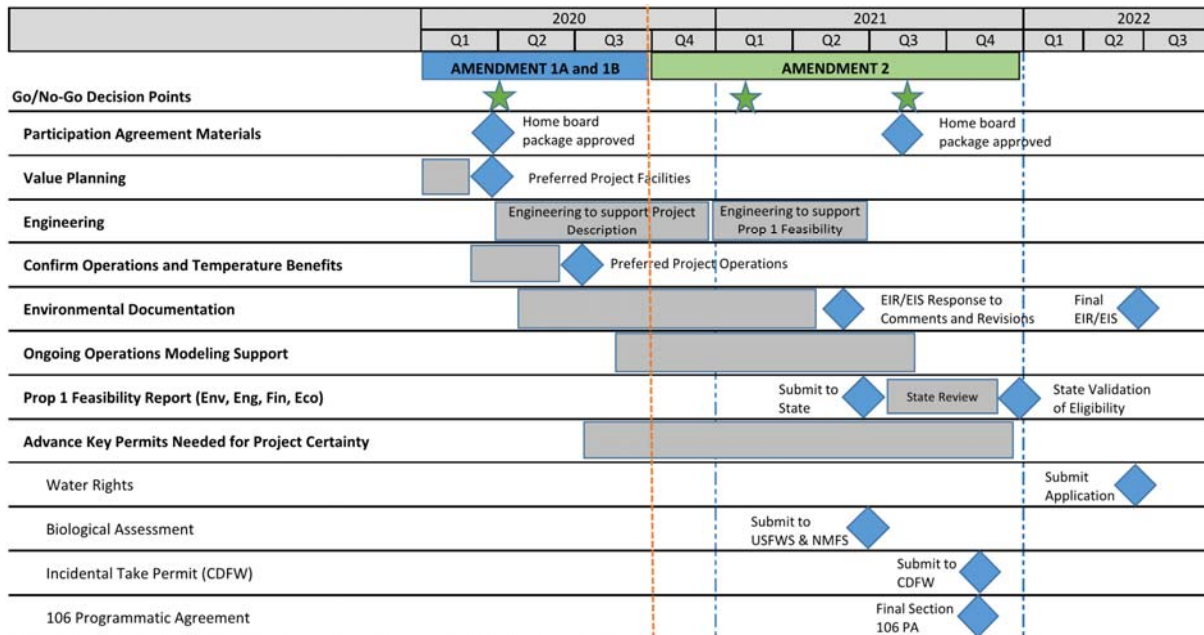 2020 2021 2022
Q1 Q2 Q3 Q4 Q1 Q2 Q3 Q4 Q1 Q2 Q3
AMENDMENT 1A and 1B AMENDMENT 2
Go/No-Go Decision Points
Participation Agreement Materials
Home board
package approved
Home board
package approved
Value Planning
Preferred Project Facilities
Engineering
Engineering to support Project
Description
Engineering to support
Prop 1 Feasibility
Confirm Operations and Temperature Benefits
Preferred Project Operations
Environmental Documentation
EIR/EIS Response to
Comments and Revisions
Final
EIR/EIS
Ongoing Operations Modeling Support
Prop 1 Feasibility Report (Env, Eng, Fin, Eco)
Submit to
State
State Review
State Validation
of Eligibility
Advance Key Permits Needed for Project Certainty
Water Rights
Submit
Application
Biological Assessment
Submit to
USFWS & NMFS
Incidental Take Permit (CDFW)
Submit to
CDFW
106 Programmatic Agreement
Final Section
106 PA